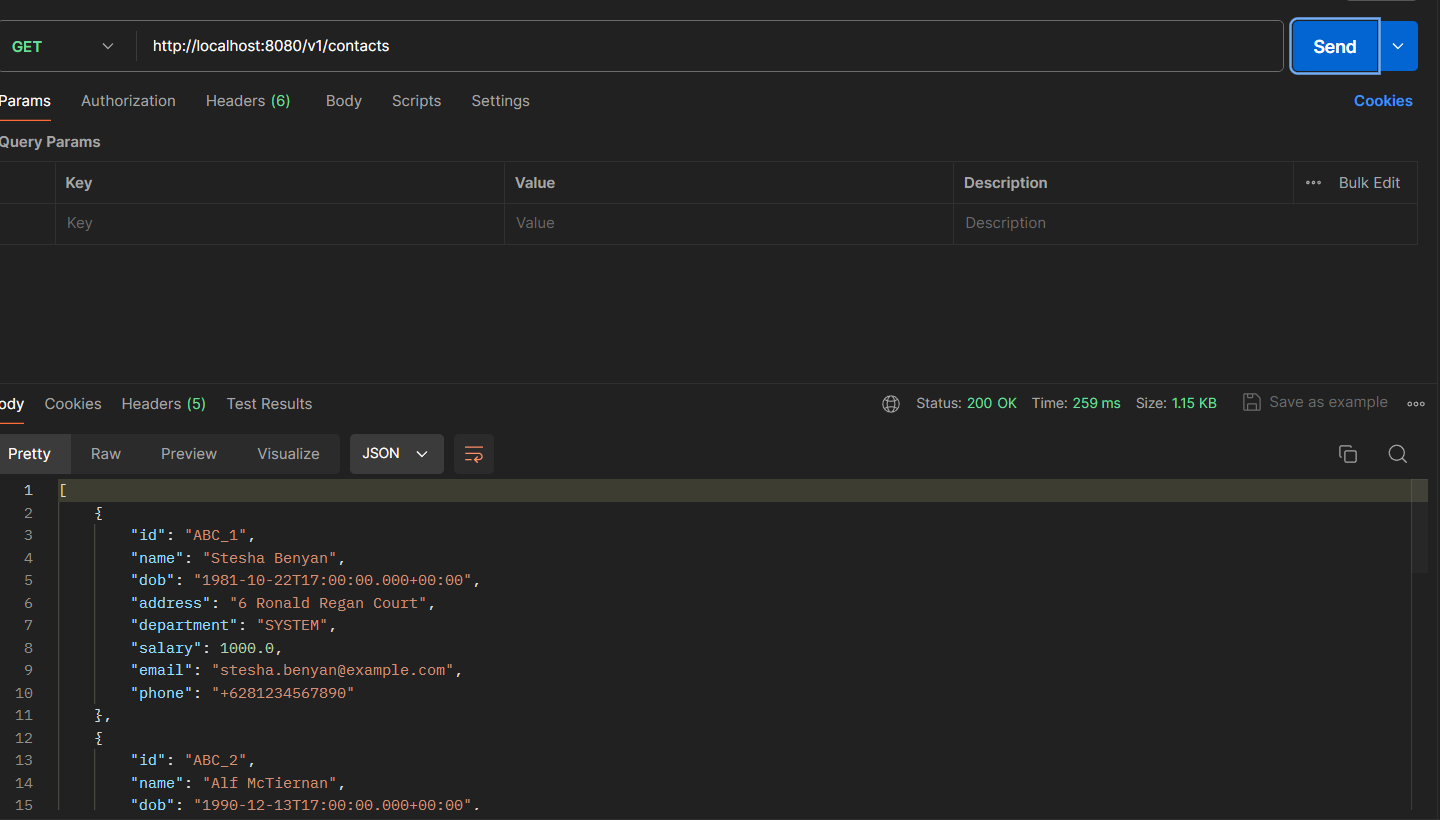 GET http://localhost:8080/v1/contacts Send
Params Authorization Headers (6) Body Scripts Settings Cookies
Query Params
Key Value Description Bulk Edit
Key Value Description
ody Cookies Headers (5) Test Results Status: 200 OK Time: 259 ms Size: 1.15 KB Save as example
Pretty Raw Preview Visualize JSON
1 [
2 {
3 "id": "ABC_1",
4 "name": "Stesha Benyan",
5 "dob": "1981-10-22T17:00:00.000+00:00",
6 "address": "6 Ronald Regan Court",
7 "department": "SYSTEM",
8 "salary": 1000.0,
9 "email": "stesha.benyan@example.com",
10 "phone": "+6281234567890"
11 },
12 {
13 "id": "ABC_2",
14 "name": "Alf McTiernan",
15 "dob": "1990-12-13T17:00:00.000+00:00",